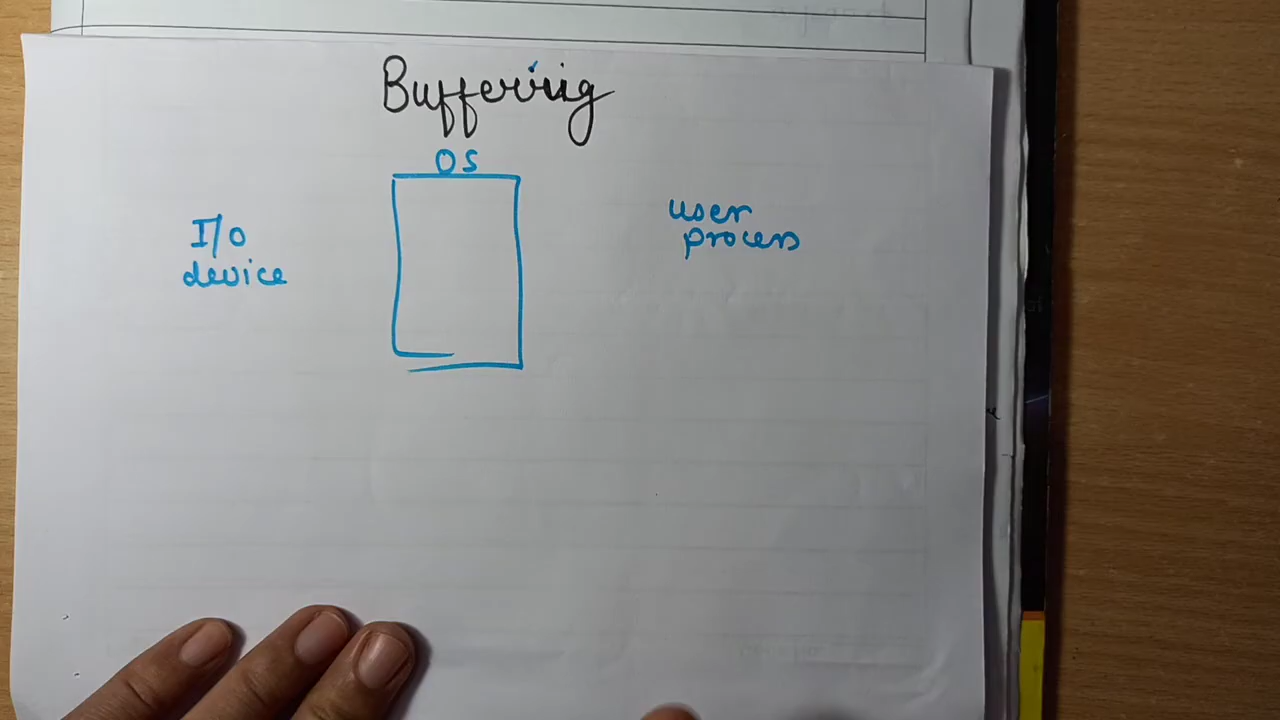 Buffering
OS
I/O
device
user
process